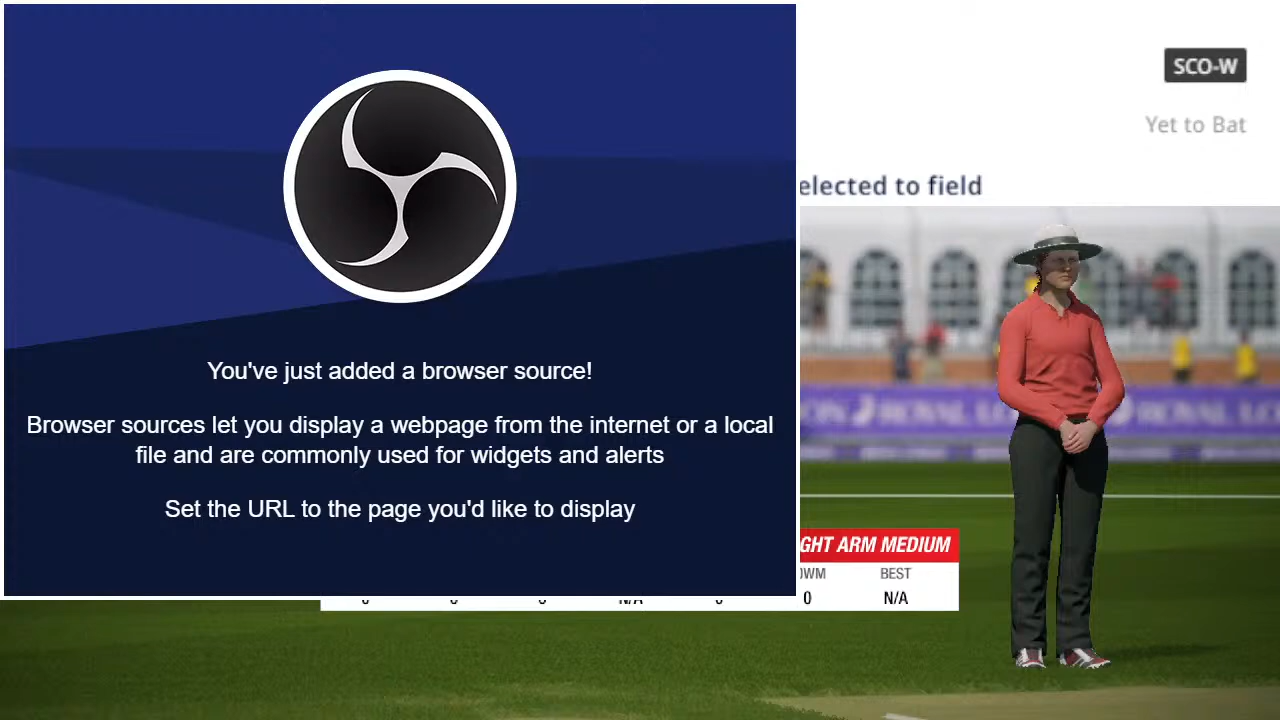 SCO-W
Yet to Bat
elected to field
You've just added a browser source!
Browser sources let you display a webpage from the internet or a local
file and are commonly used for widgets and alerts
Set the URL to the page you'd like to display
GHT ARM MEDIUM
BEST
0 N/A
ROYAL